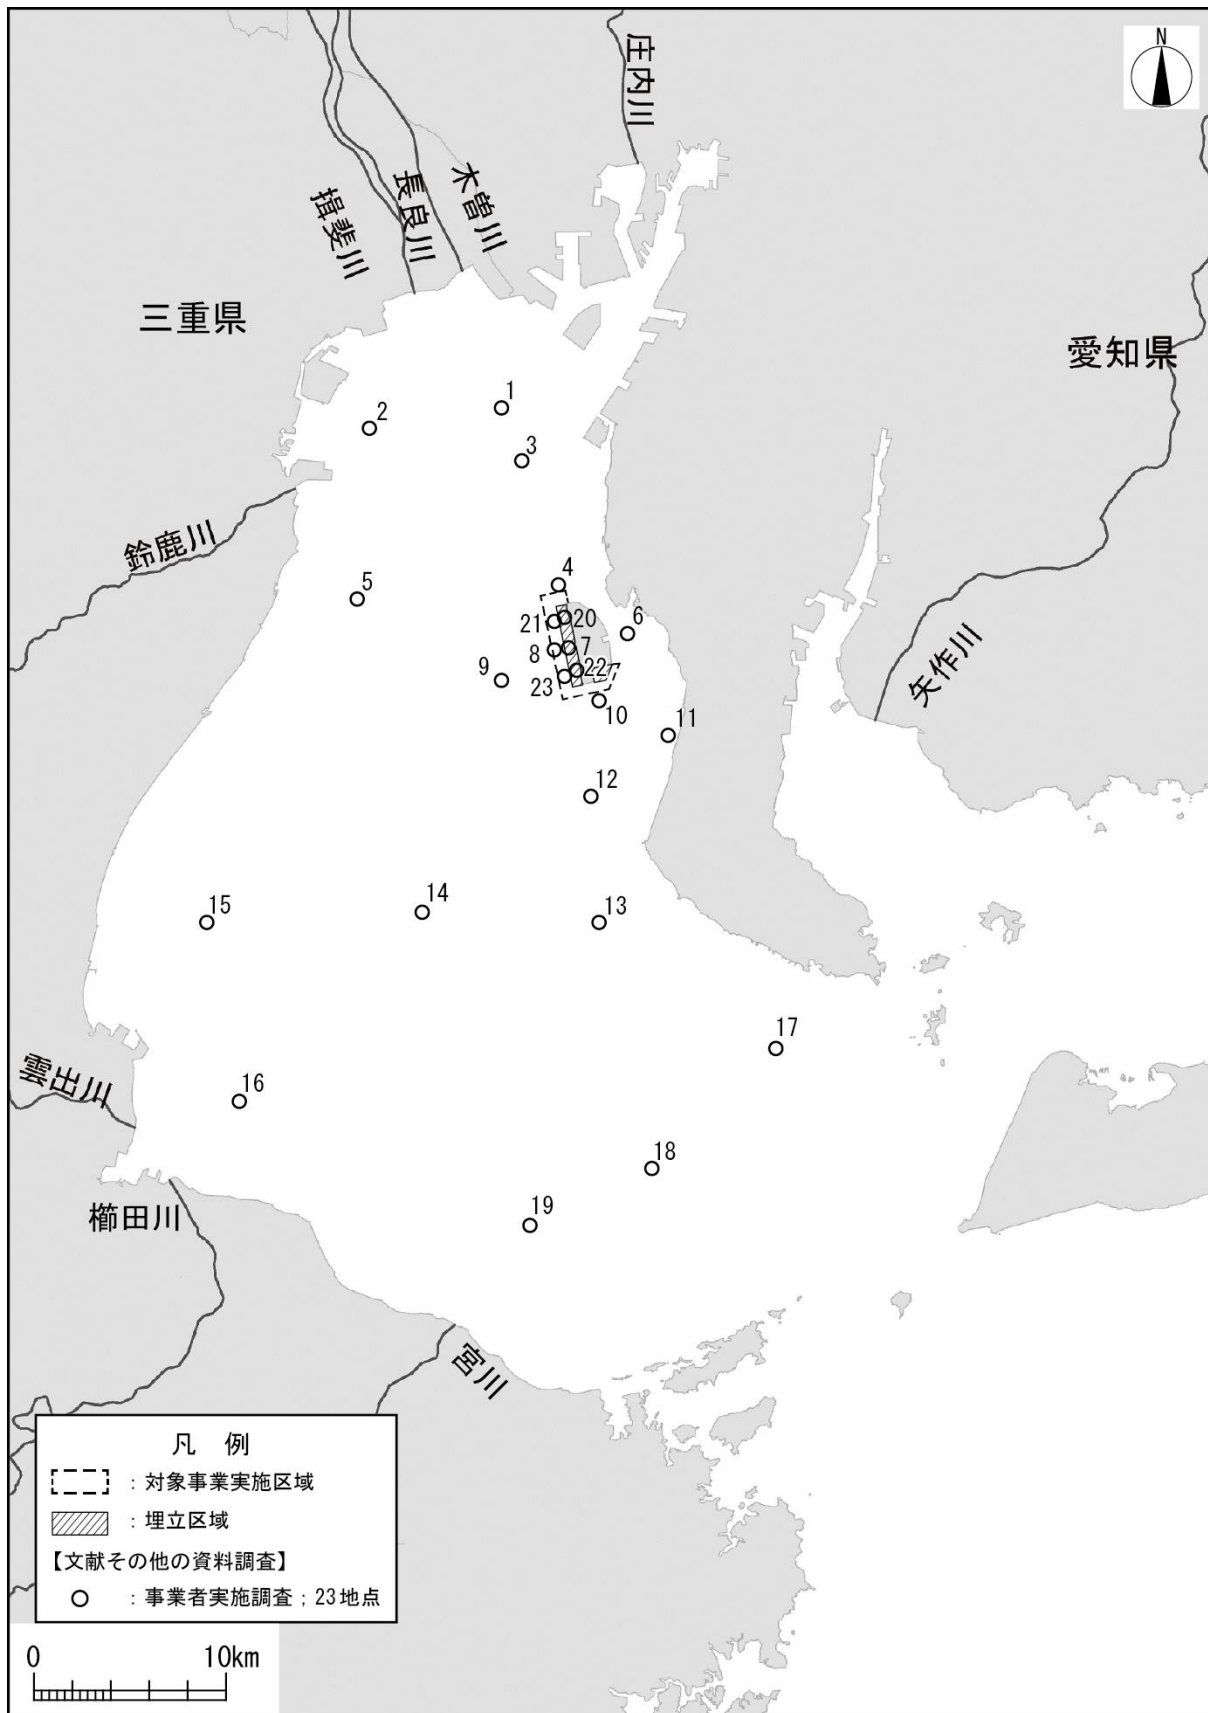 N
庄内川
木曽川
長良川
揖斐川
三重県
愛知県
1
2
3
鈴鹿川
4
5
21
20
6
8
7
9
22
23
矢作川
10
11
12
14
15
13
17
雲出川
16
18
櫛田川
19
宮川
凡 例
：対象事業実施区域
：埋立区域
【文献その他の資料調査】
：事業者実施調査；23地点
0 10km